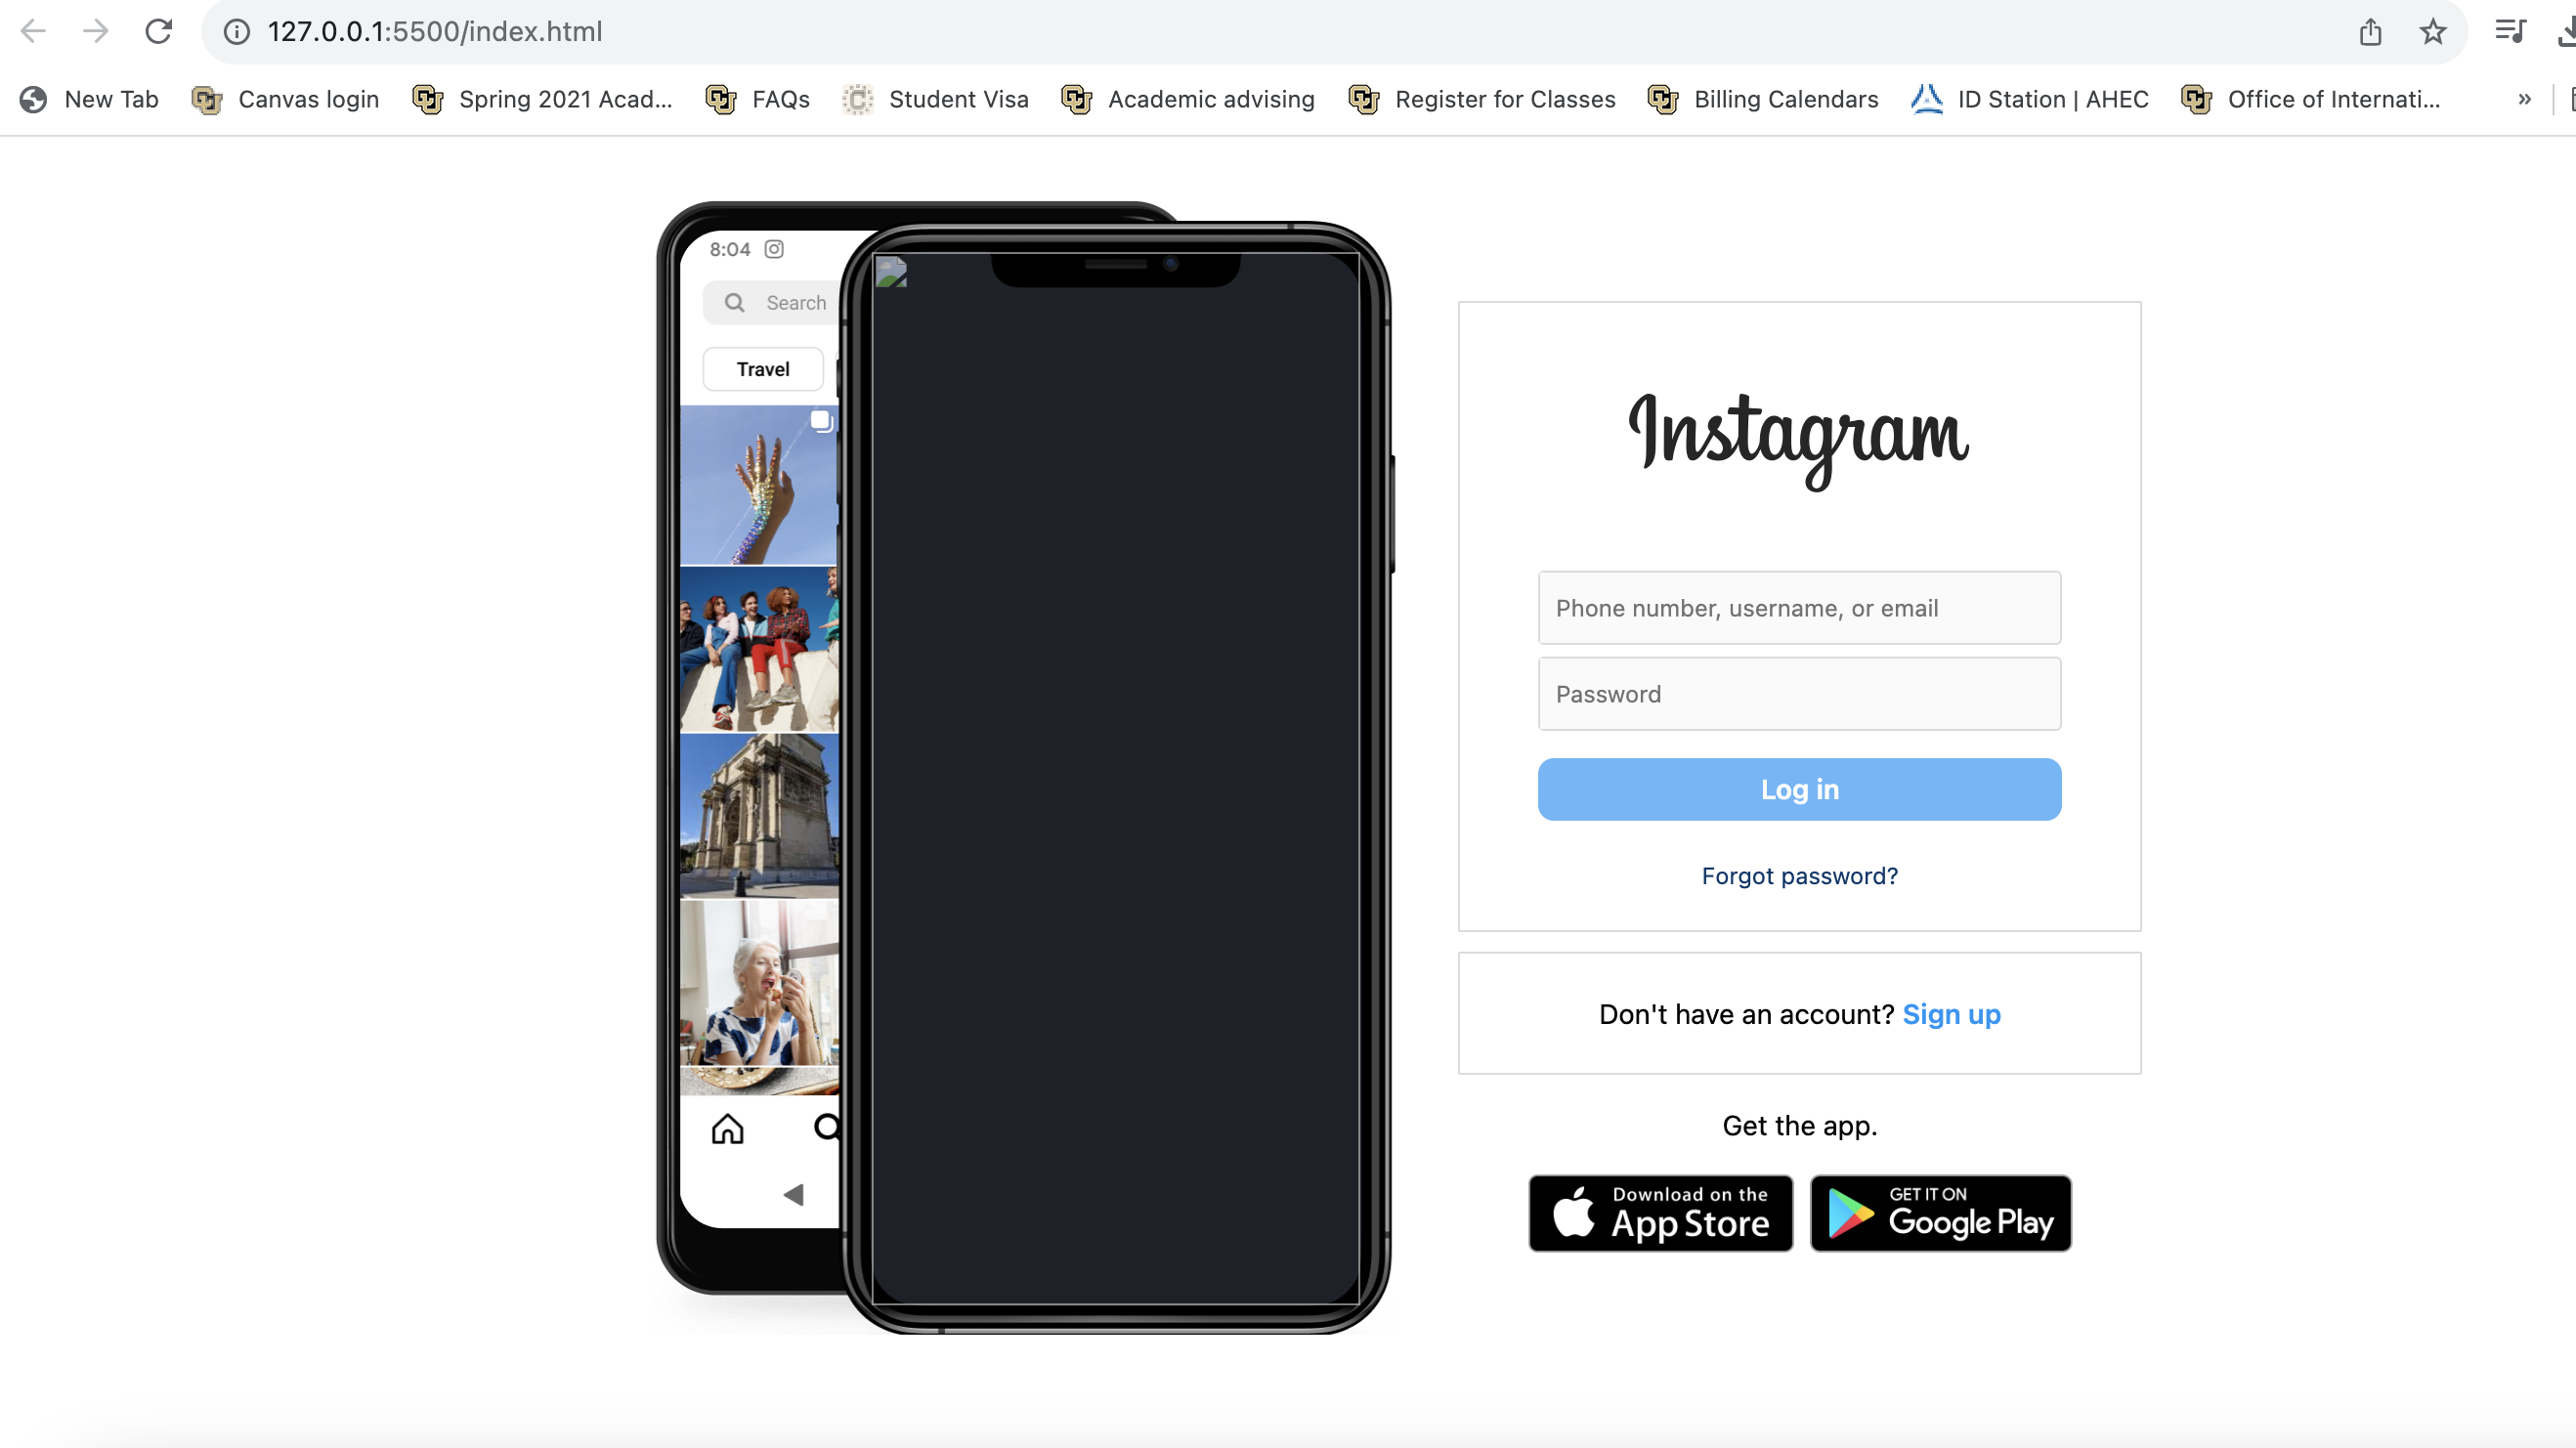 127.0.0.1:5500/index.html
New Tab
Canvas login
Spring 2021 Acad...
FAQs
Student Visa
Academic advising
Register for Classes
Billing Calendars
ID Station | AHEC
Office of Internati...
»
8:04
Search
Travel
Instagram
Phone number, username, or email
Password
Log in
Forgot password?
Don't have an account? Sign up
Get the app.
Download on the
App Store
GET IT ON
Google Play